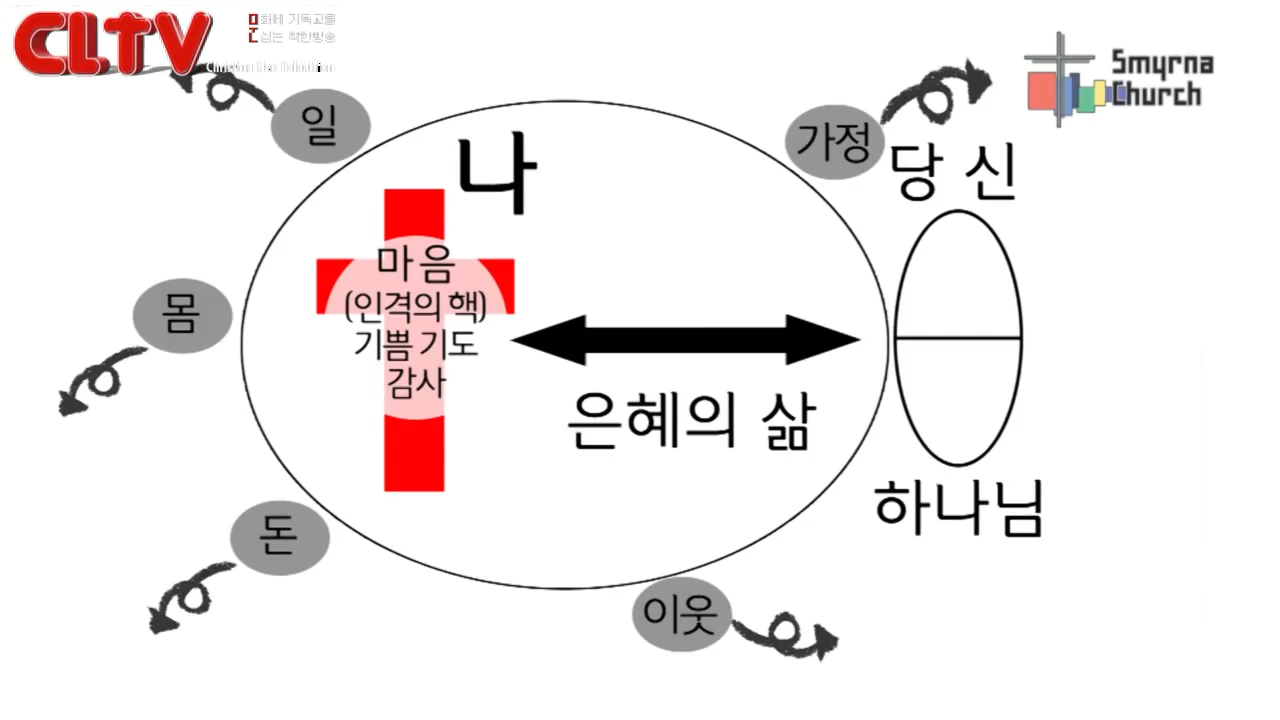 CLTV
Smyrna
Church
일
나
가정
당 신
마음
(인격의 핵)
기쁨 기도
감사
몸
은혜의 삶
하나님
돈
이웃